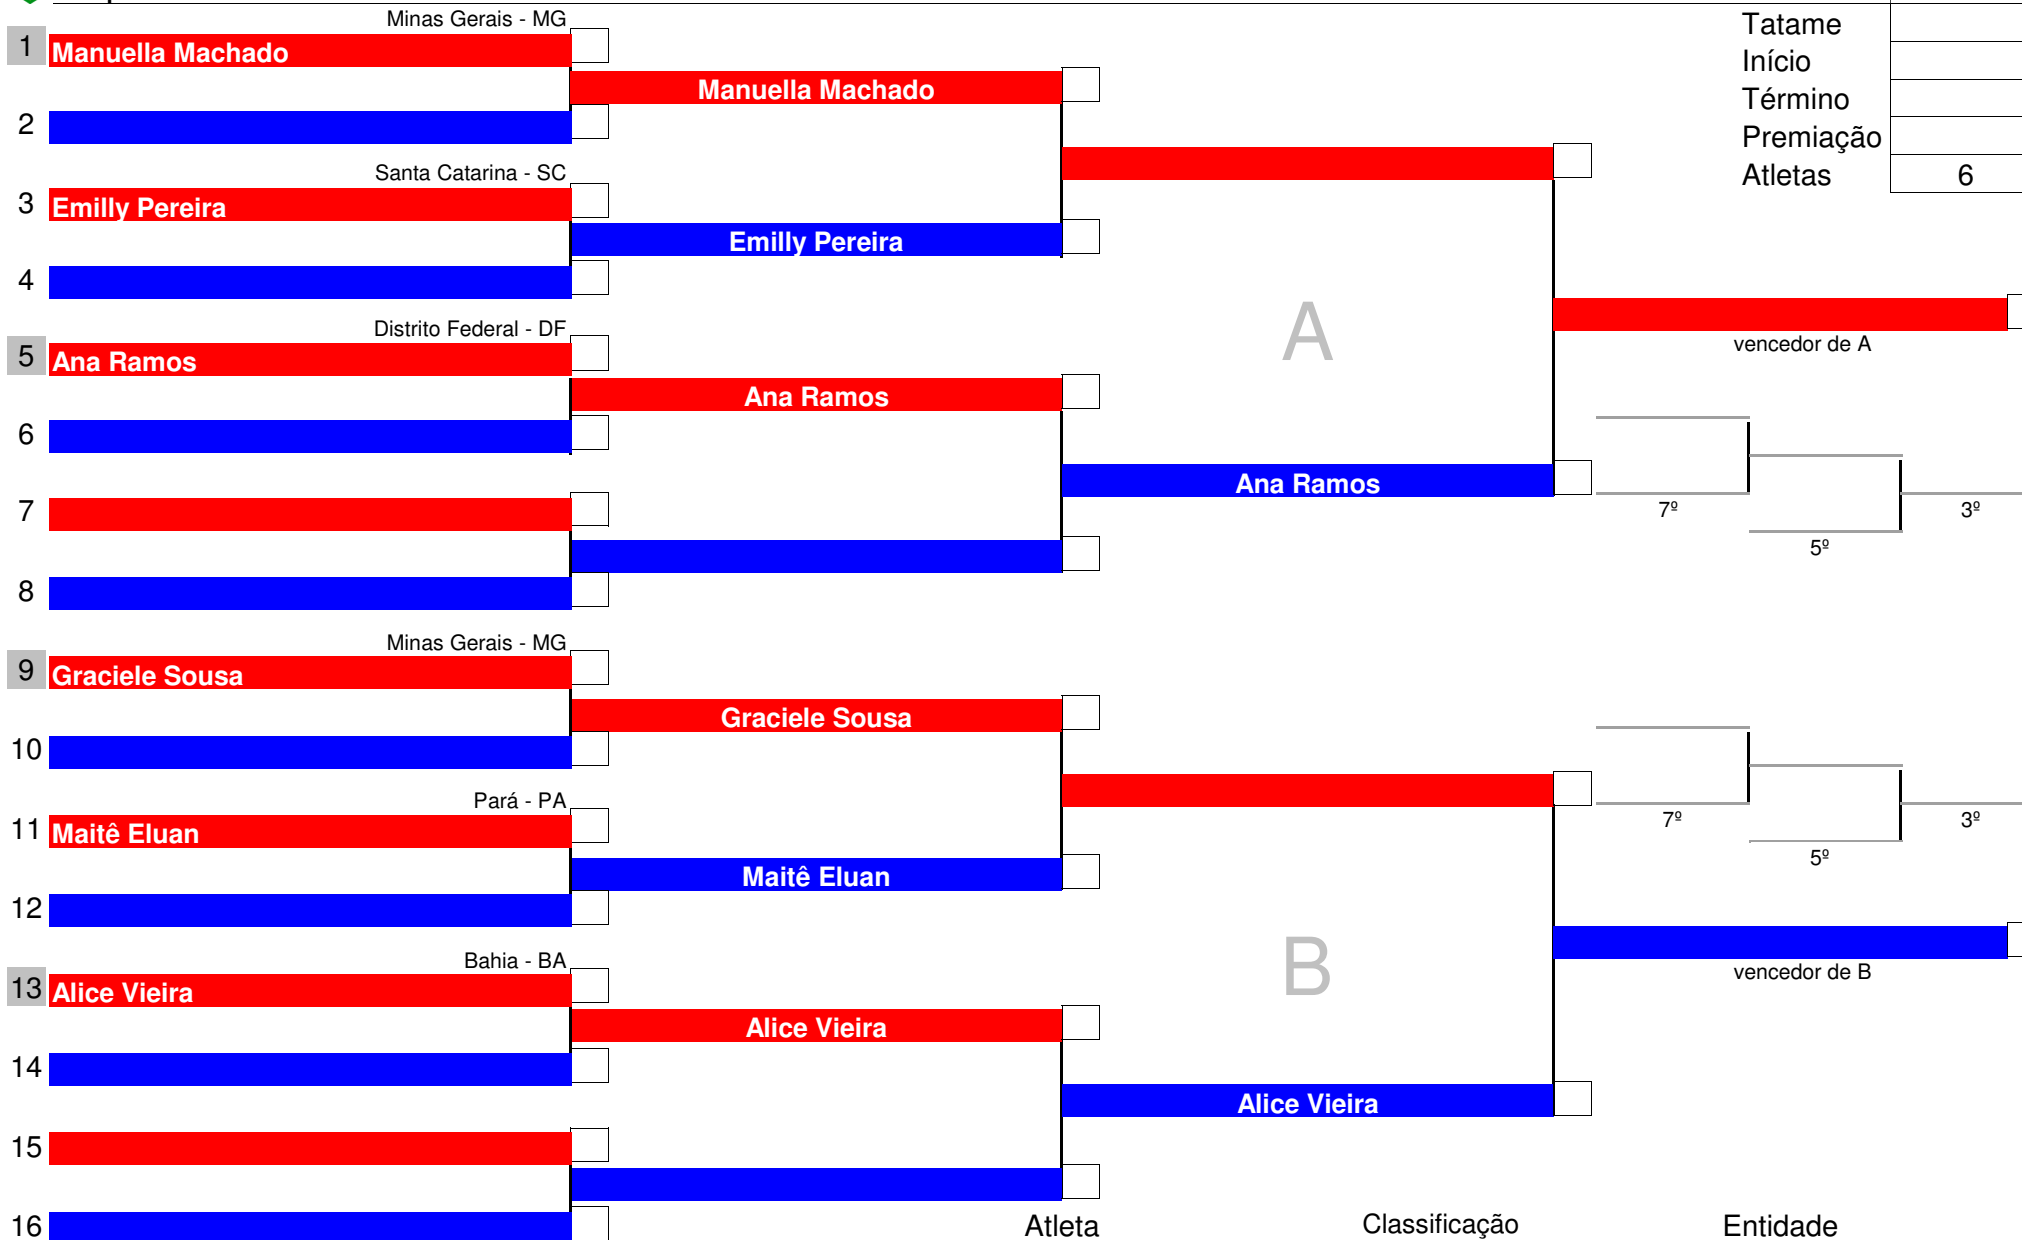 Minas Gerais - MG
1 Manuella Machado
Manuella Machado
2
Santa Catarina - SC
3 Emilly Pereira
Emilly Pereira
4
Distrito Federal - DF
5 Ana Ramos
Ana Ramos
6
Ana Ramos
7
8
Minas Gerais - MG
9 Graciele Sousa
Graciele Sousa
10
Pará - PA
11 Maitê Eluan
Maitê Eluan
12
Bahia - BA
13 Alice Vieira
Alice Vieira
14
Alice Vieira
15
16
A
B
Tatame
Início
Término
Premiação
Atletas 6
vencedor de A
7º
5º
3º
7º
5º
3º
vencedor de B
Atleta Classificação Entidade